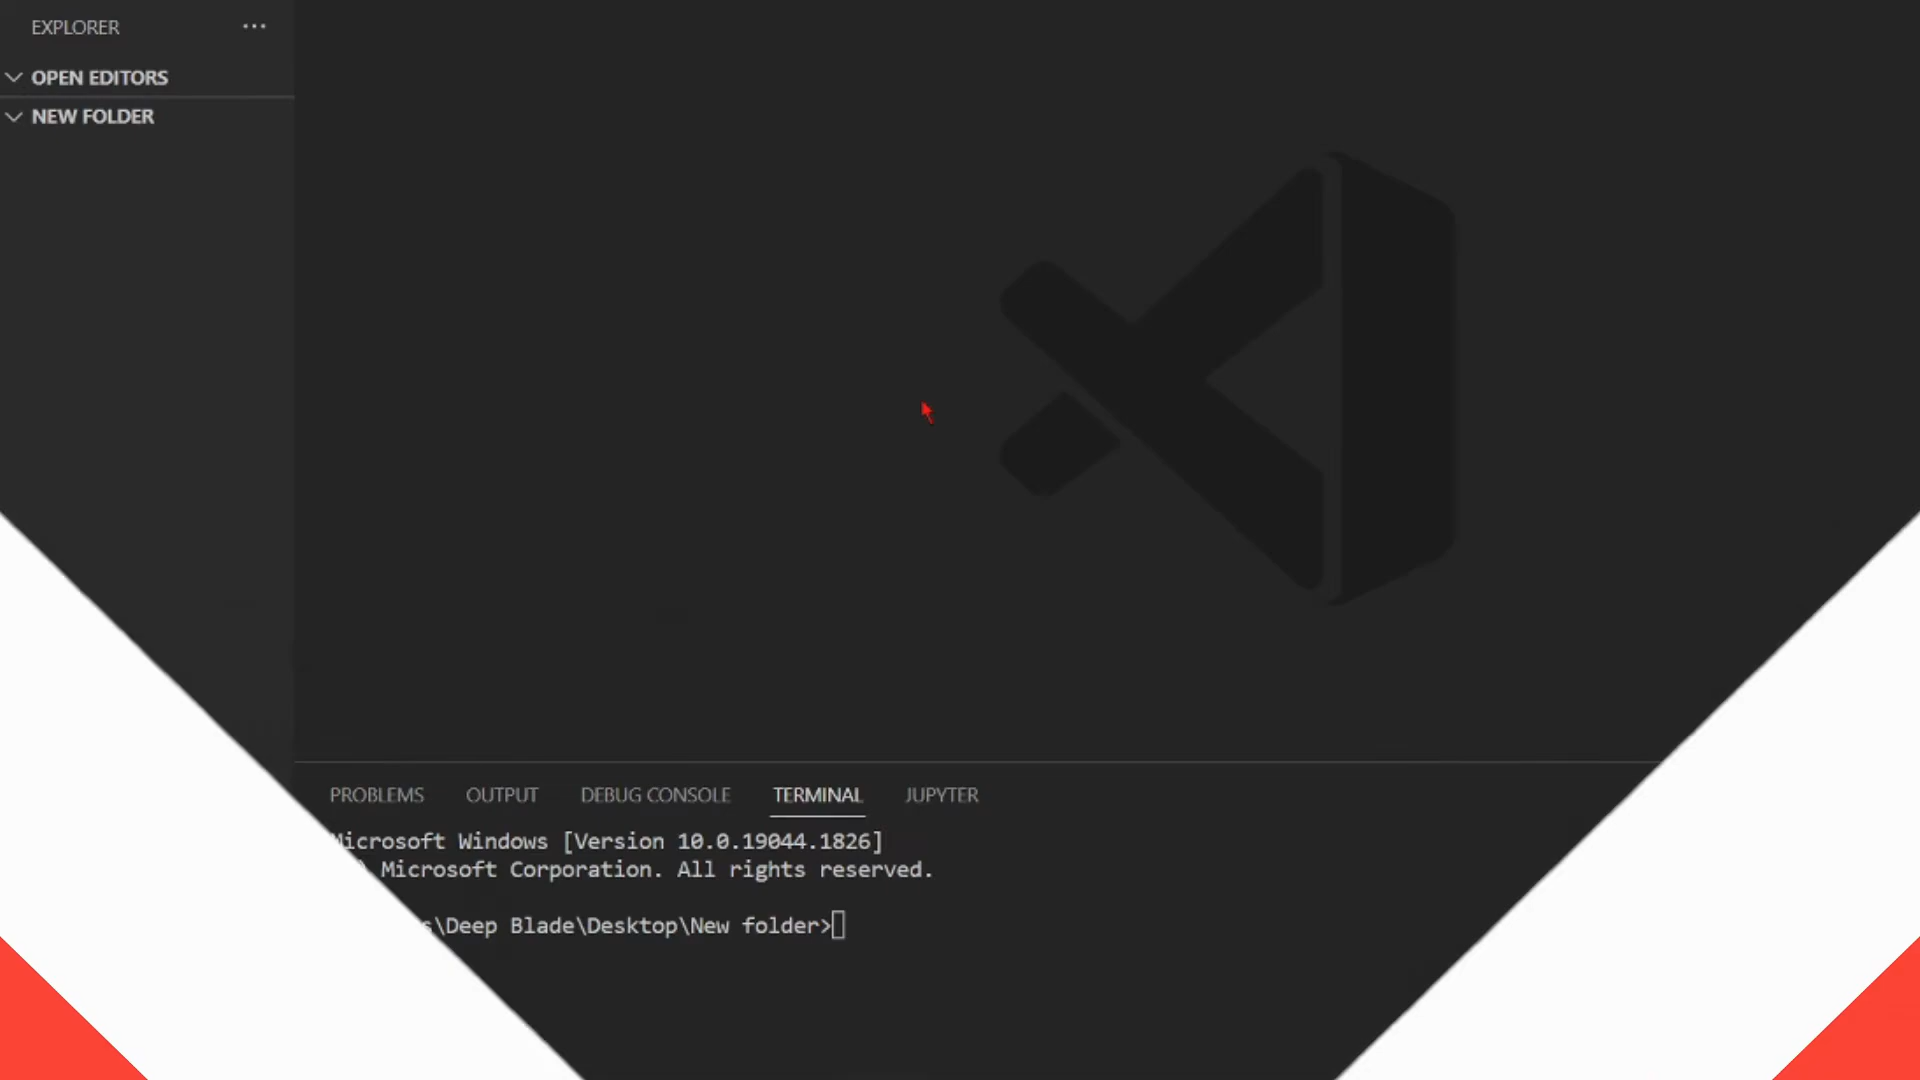 EXPLORER
OPEN EDITORS
NEW FOLDER
PROBLEMS OUTPUT DEBUG CONSOLE TERMINAL JUPYTER
Microsoft Windows [Version 10.0.19044.1826]
) Microsoft Corporation. All rights reserved.
s\Deep Blade\Desktop\New folder>